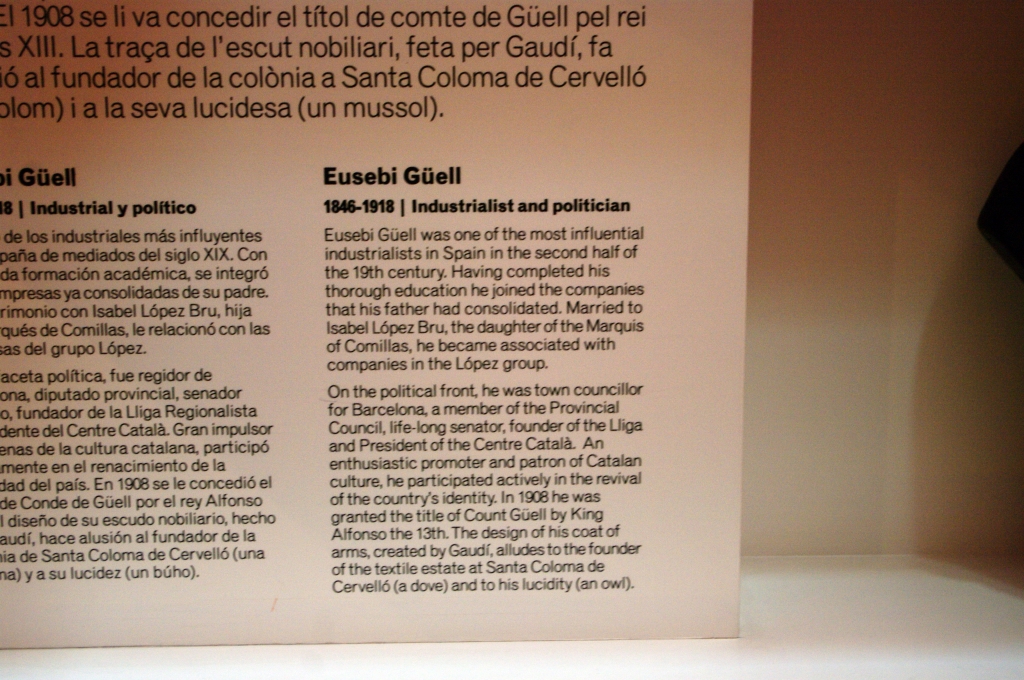 El 1908 se li va concedir el títol de comte de Güell pel rei
s XIII. La traça de l'escut nobiliari, feta per Gaudí, fa
ió al fundador de la colònia a Santa Coloma de Cervelló
olom) i a la seva lucidesa (un mussol).
bi Güell
18 | Industrial y político
de los industriales más influyentes
paña de mediados del siglo XIX. Con
da formación académica, se integró
mpresas ya consolidadas de su padre.
rimonio con Isabel López Bru, hija
rqués de Comillas, le relacionó con las
sas del grupo López.
faceta política, fue regidor de
ona, diputado provincial, senador
o, fundador de la Lliga Regionalista
dente del Centre Català. Gran impulsor
enas de la cultura catalana, participó
amente en el renacimiento de la
dad del país. En 1908 se le concedió el
de Conde de Güell por el rey Alfonso
l diseño de su escudo nobiliario, hecho
audí, hace alusión al fundador de la
nia de Santa Coloma de Cervelló (una
na) y a su lucidez (un búho).
Eusebi Güell
1846-1918 | Industrialist and politician
Eusebi Güell was one of the most influential
industrialists in Spain in the second half of
the 19th century. Having completed his
thorough education he joined the companies
that his father had consolidated. Married to
Isabel López Bru, the daughter of the Marquis
of Comillas, he became associated with
companies in the López group.
On the political front, he was town councillor
for Barcelona, a member of the Provincial
Council, life-long senator, founder of the Lliga
and President of the Centre Català. An
enthusiastic promoter and patron of Catalan
culture, he participated actively in the revival
of the country's identity. In 1908 he was
granted the title of Count Güell by King
Alfonso the 13th. The design of his coat of
arms, created by Gaudí, alludes to the founder
of the textile estate at Santa Coloma de
Cervelló (a dove) and to his lucidity (an owl).